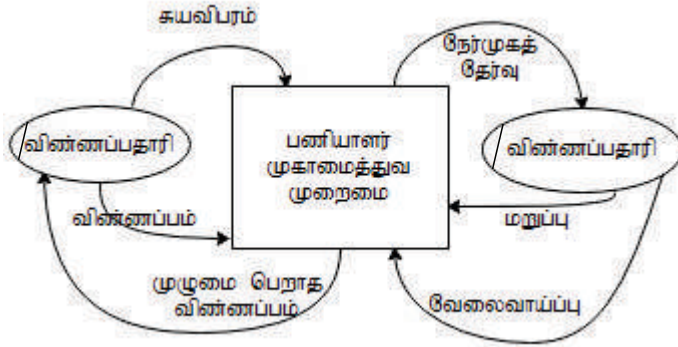 சுயவிபரம்
நேர்முகத்
தேர்வு
விண்ணப்பதாரி
பணியாளர்
முகாமைத்துவ
முறைமை
விண்ணப்பதாரி
விண்ணப்பம்
மறுப்பு
முழுமை பெறாத
விண்ணப்பம்
வேலைவாய்ப்பு